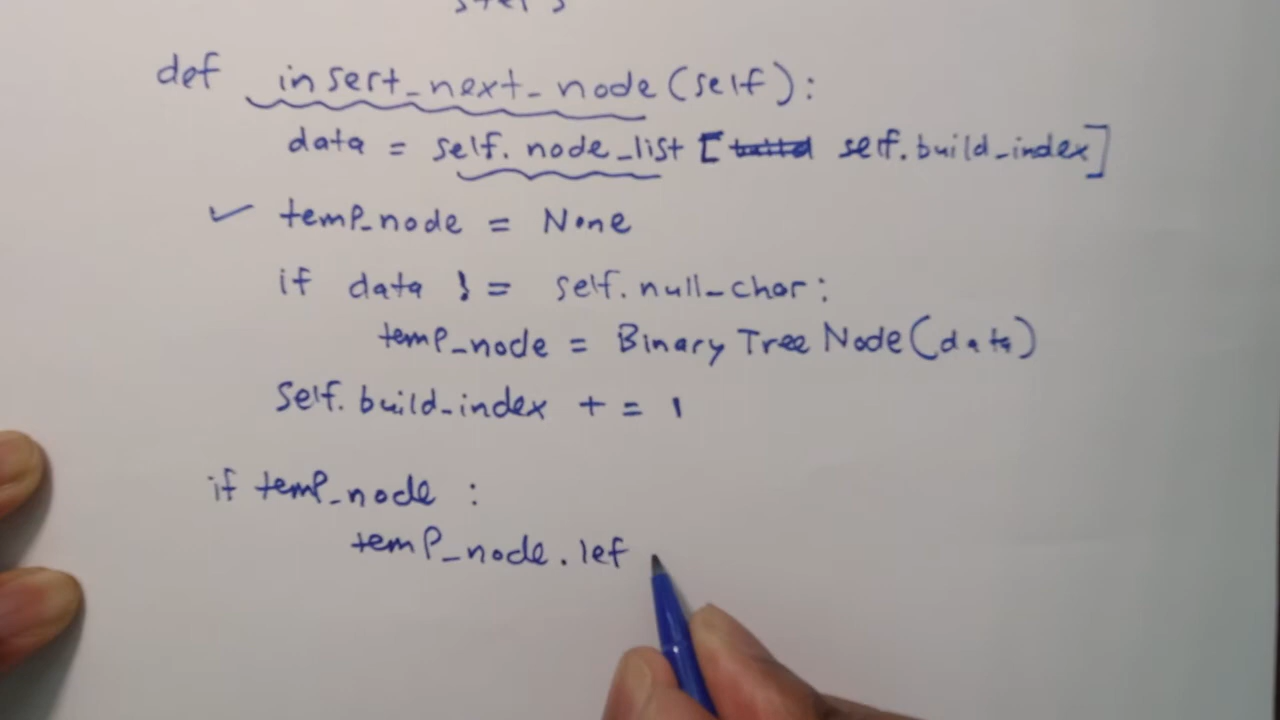 def insert_next_node(self):
data = self.node_list[ self.build_index]
✓ temp_node = None
if data != self.null_char:
temp_node = BinaryTreeNode(data)
self.build_index += 1
if temp_node :
temp_node.lef